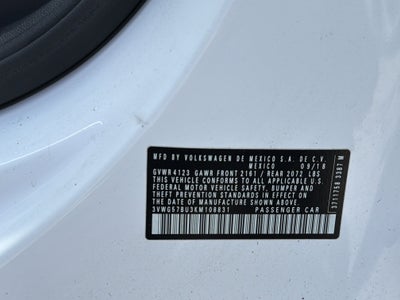 MFD BY VOLKSWAGEN DE MEXICO S.A. DE C.V.
MEXICO 09/18
GVWR 4123 GAWR FRONT 2161 / REAR 2072 LBS
THIS VEHICLE CONFORMS TO ALL APPLICABLE
FEDERAL MOTOR VEHICLE SAFETY, BUMPER AND
THEFT PREVENTION STANDARDS IN EFFECT ON
THE DATE OF MANUFACTURE SHOWN ABOVE.
3VWG57BU3KM108831 PASSENGER CAR
3711756 3387 M